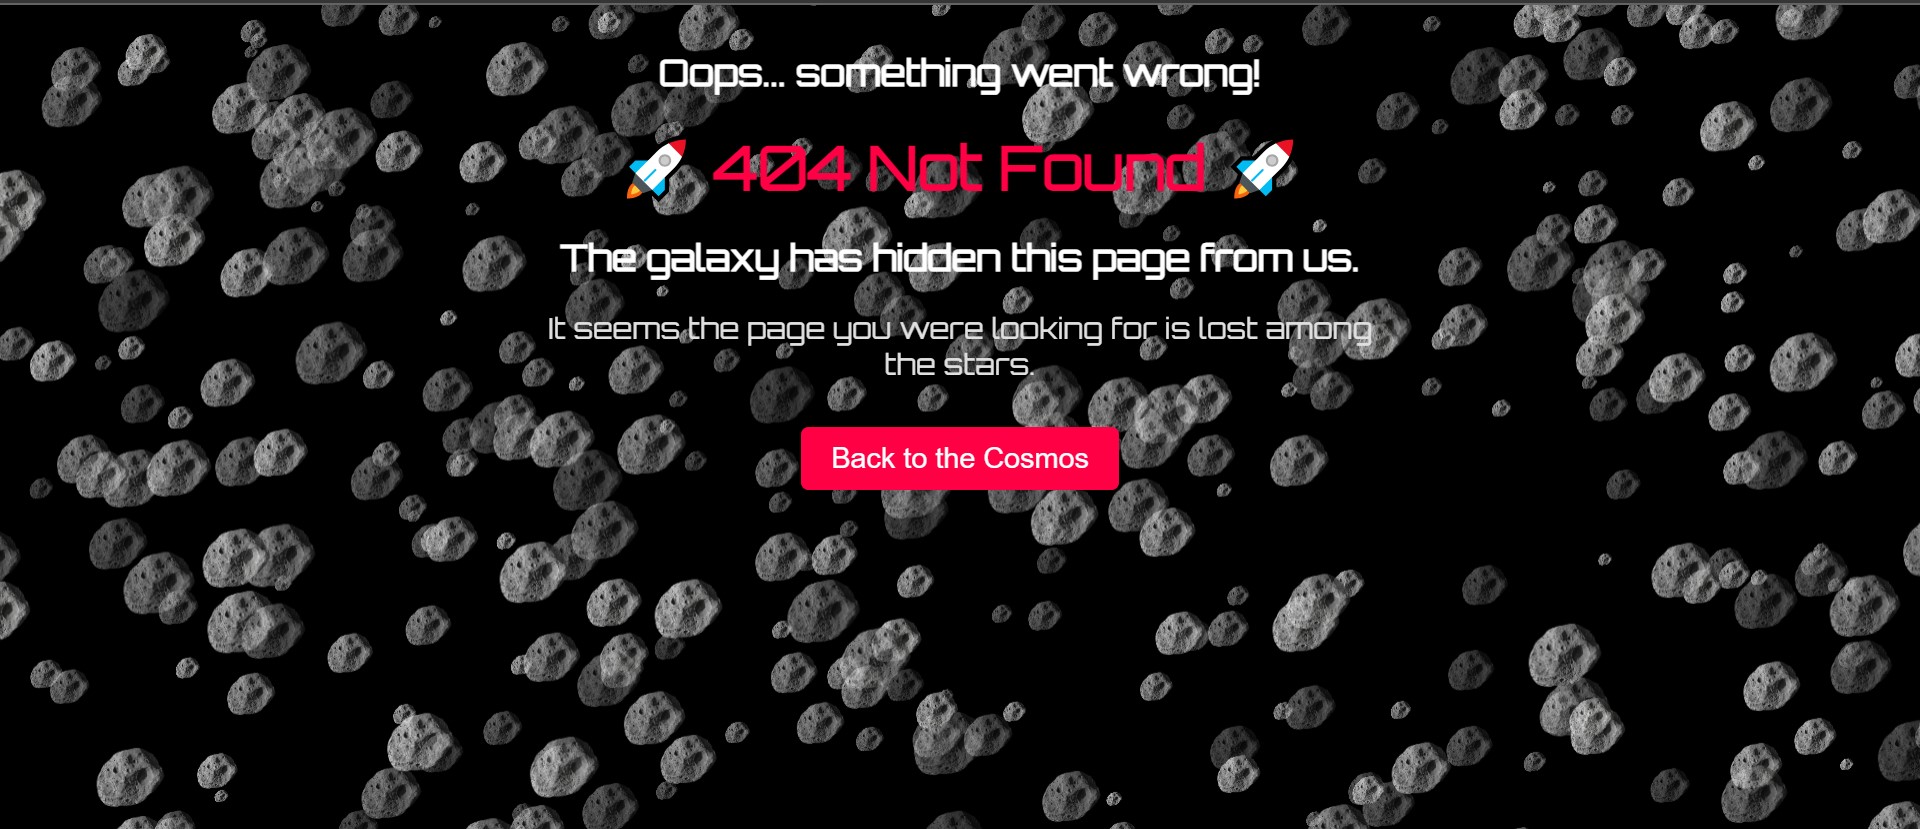 Oops... something went wrong!
🚀 404 Not Found 🚀
The galaxy has hidden this page from us.
It seems the page you were looking for is lost among
the stars.
Back to the Cosmos